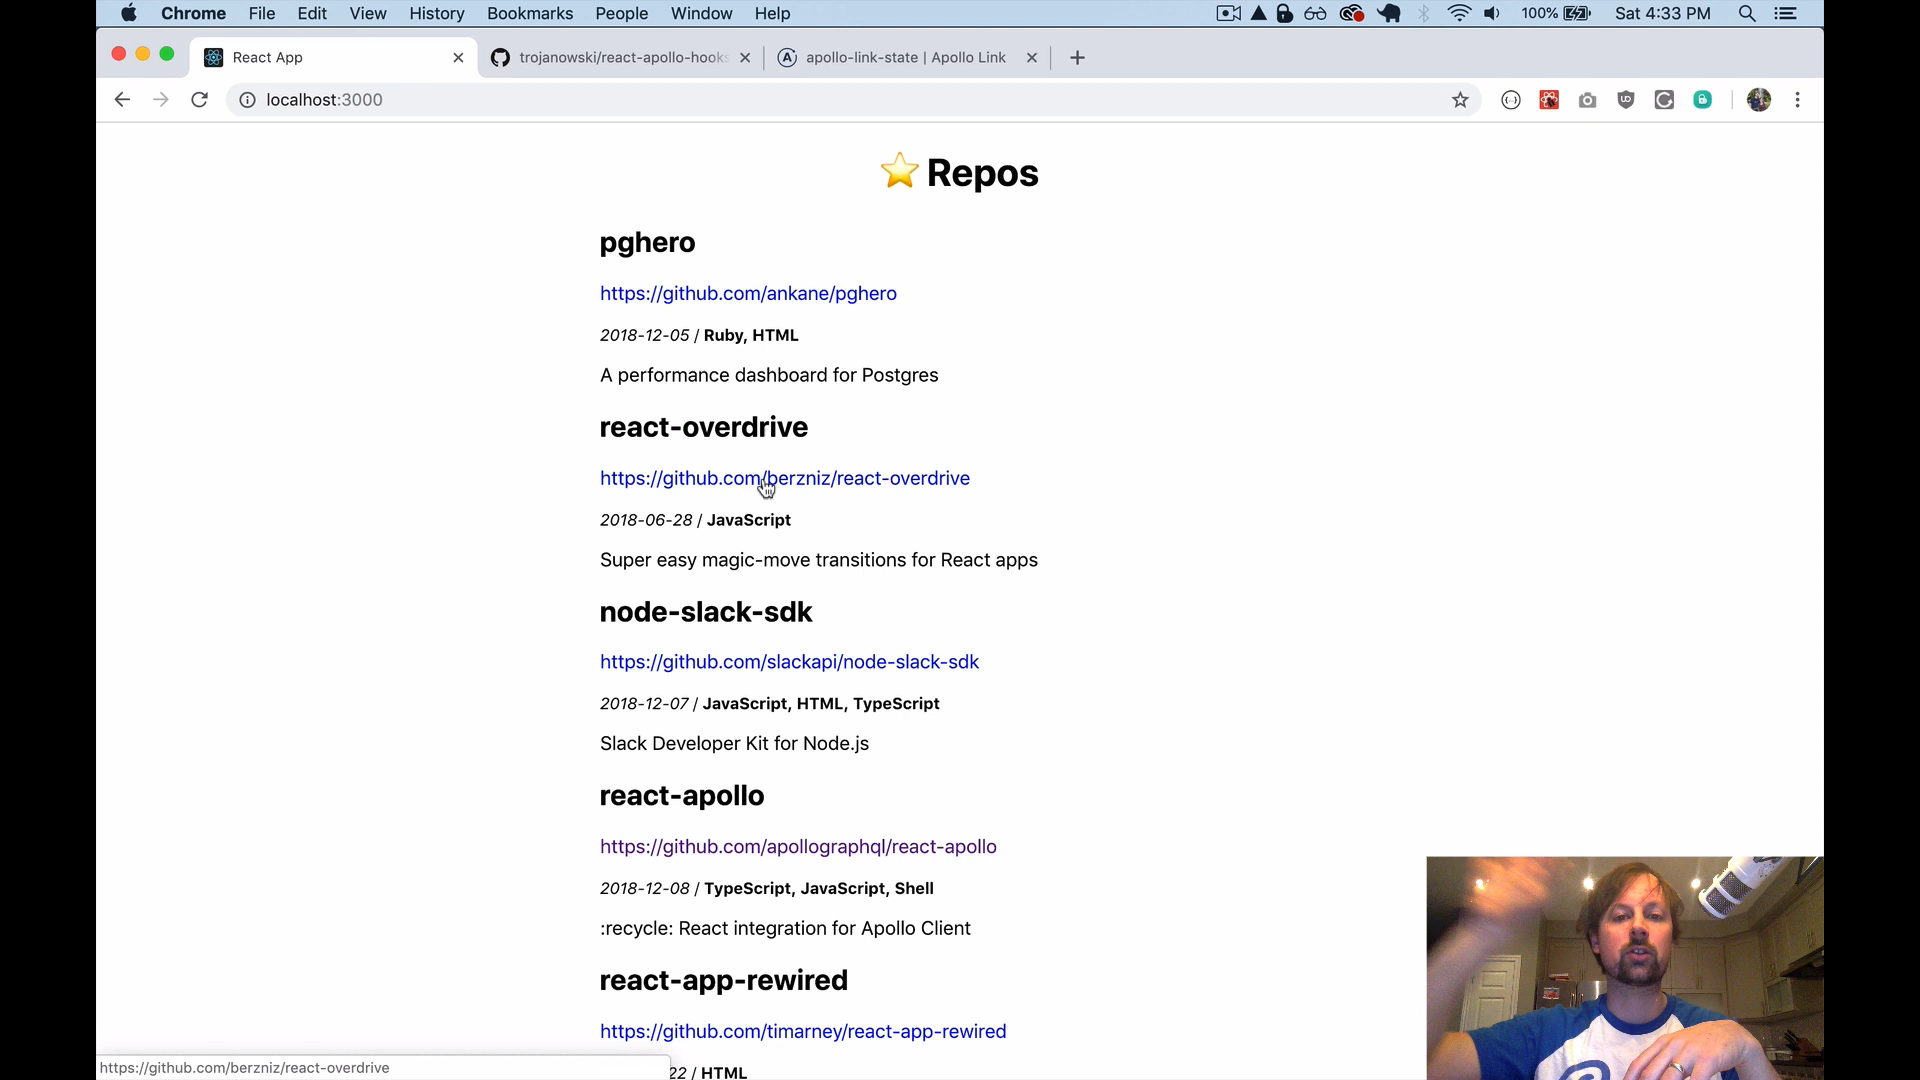 Chrome File Edit View History Bookmarks People Window Help 100% Sat 4:33 PM
React App trojanowski/react-apollo-hooks apollo-link-state | Apollo Link
localhost:3000
Repos
pghero
https://github.com/ankane/pghero
2018-12-05 / Ruby, HTML
A performance dashboard for Postgres
react-overdrive
https://github.com/berzniz/react-overdrive
2018-06-28 / JavaScript
Super easy magic-move transitions for React apps
node-slack-sdk
https://github.com/slackapi/node-slack-sdk
2018-12-07 / JavaScript, HTML, TypeScript
Slack Developer Kit for Node.js
react-apollo
https://github.com/apollographql/react-apollo
2018-12-08 / TypeScript, JavaScript, Shell
:recycle: React integration for Apollo Client
react-app-rewired
https://github.com/timarney/react-app-rewired
22 / HTML
https://github.com/berzniz/react-overdrive